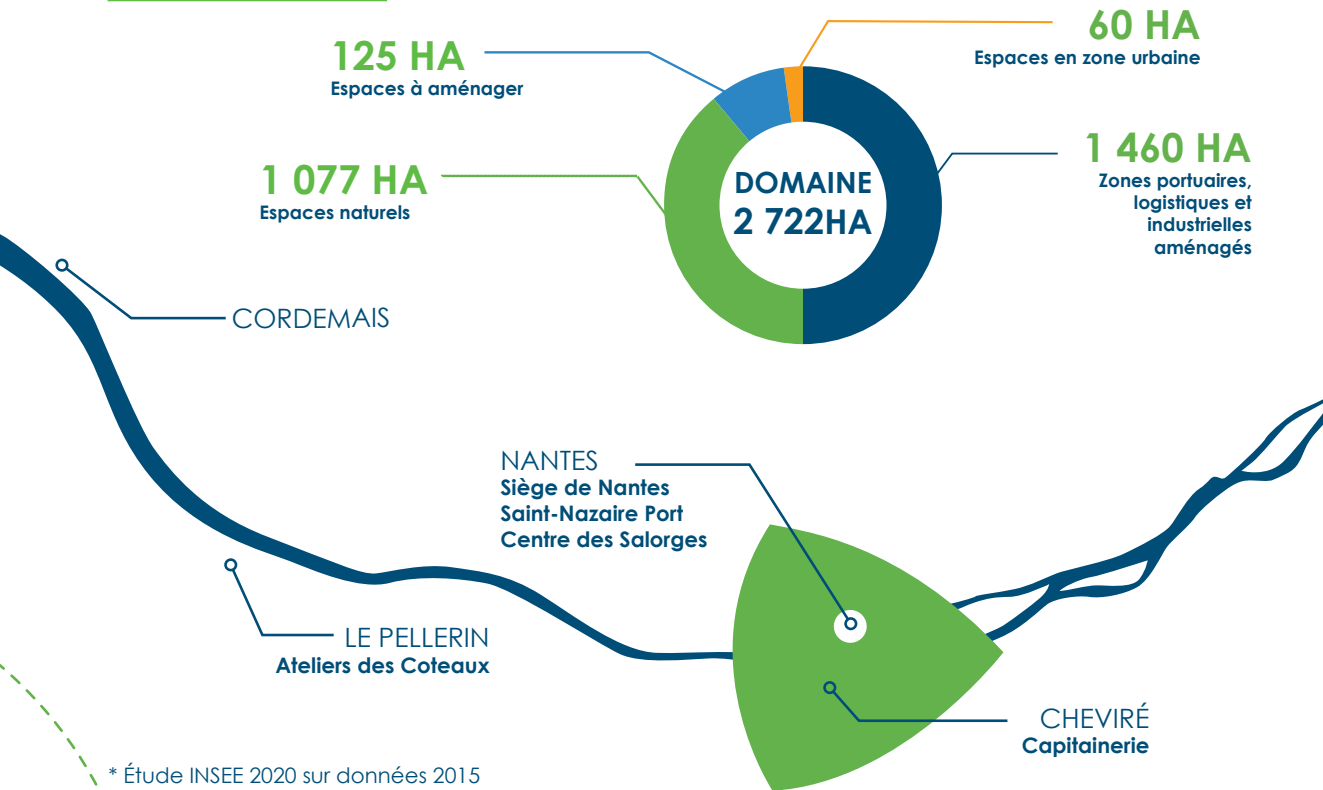 125 HA
Espaces à aménager
60 HA
Espaces en zone urbaine
1 077 HA
Espaces naturels
DOMAINE
2 722HA
1 460 HA
Zones portuaires,
logistiques et
industrielles
aménagés
CORDEMAIS
NANTES
Siège de Nantes
Saint-Nazaire Port
Centre des Salorges
LE PELLERIN
Ateliers des Coteaux
CHEVIRÉ
Capitainerie
* Étude INSEE 2020 sur données 2015